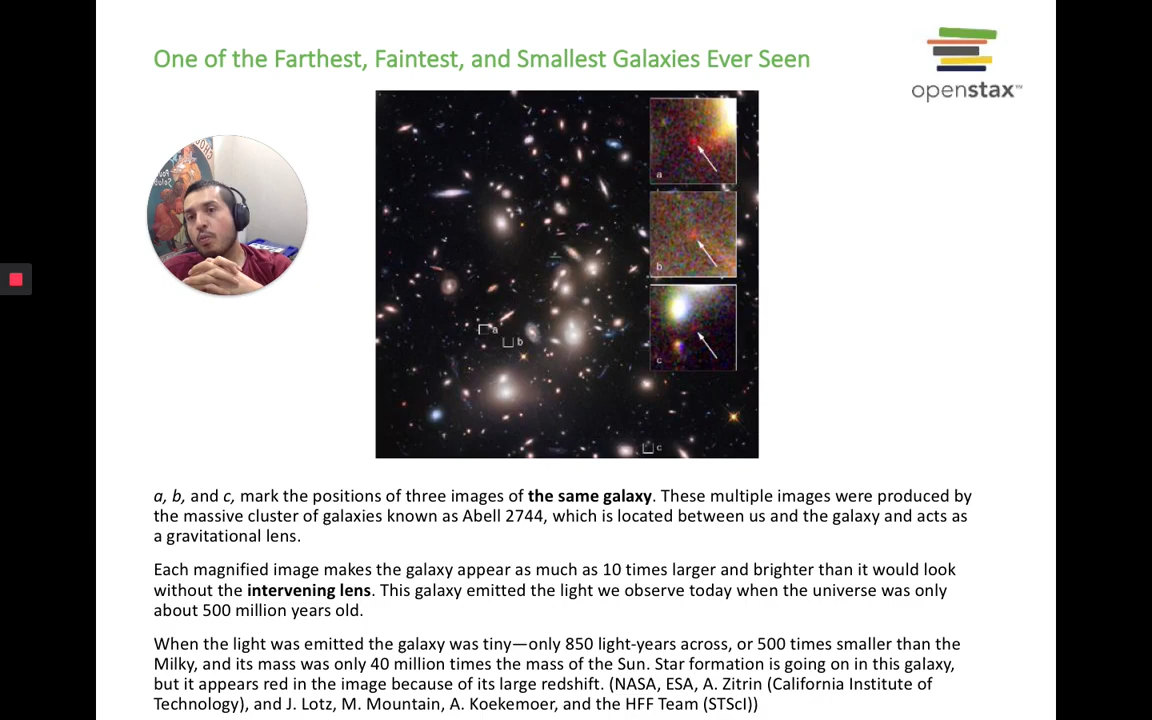 One of the Farthest, Faintest, and Smallest Galaxies Ever Seen
openstax™
a
b
c
a
b
c
a, b, and c, mark the positions of three images of the same galaxy. These multiple images were produced by
the massive cluster of galaxies known as Abell 2744, which is located between us and the galaxy and acts as
a gravitational lens.
Each magnified image makes the galaxy appear as much as 10 times larger and brighter than it would look
without the intervening lens. This galaxy emitted the light we observe today when the universe was only
about 500 million years old.
When the light was emitted the galaxy was tiny—only 850 light-years across, or 500 times smaller than the
Milky, and its mass was only 40 million times the mass of the Sun. Star formation is going on in this galaxy,
but it appears red in the image because of its large redshift. (NASA, ESA, A. Zitrin (California Institute of
Technology), and J. Lotz, M. Mountain, A. Koekemoer, and the HFF Team (STScI))